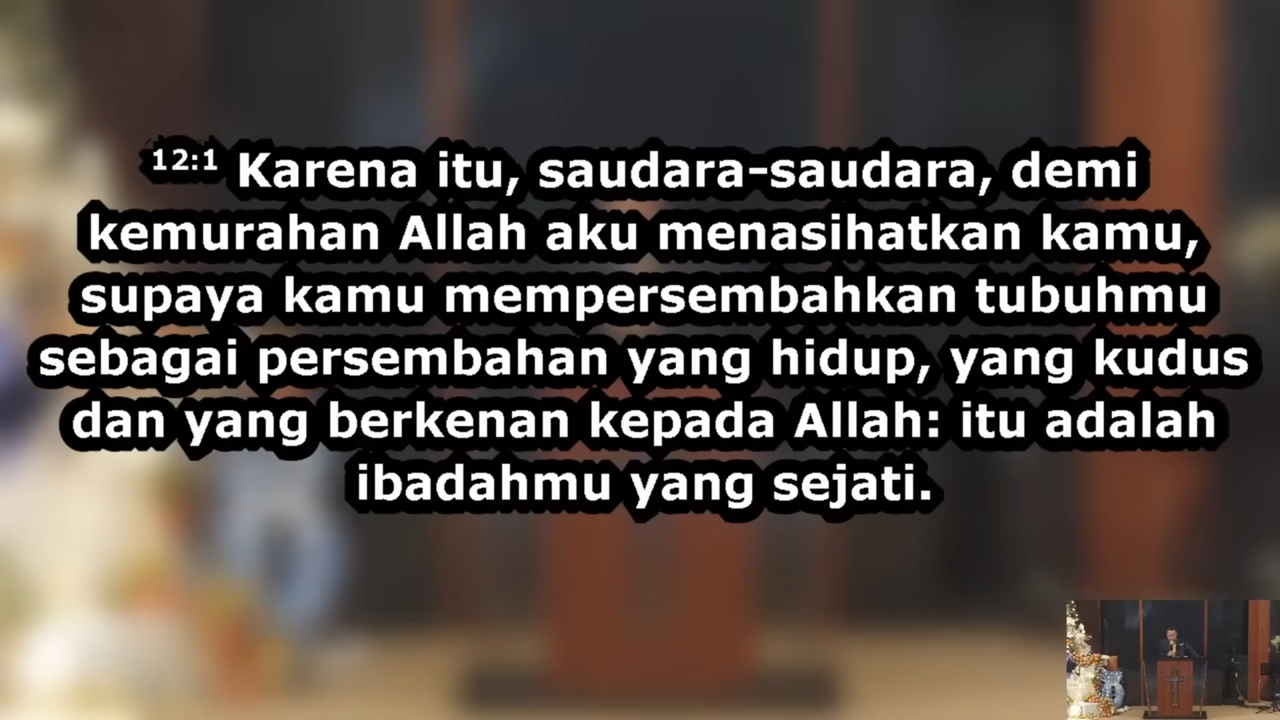 12:1 Karena itu, saudara-saudara, demi
kemurahan Allah aku menasihatkan kamu,
supaya kamu mempersembahkan tubuhmu
sebagai persembahan yang hidup, yang kudus
dan yang berkenan kepada Allah: itu adalah
ibadahmu yang sejati.